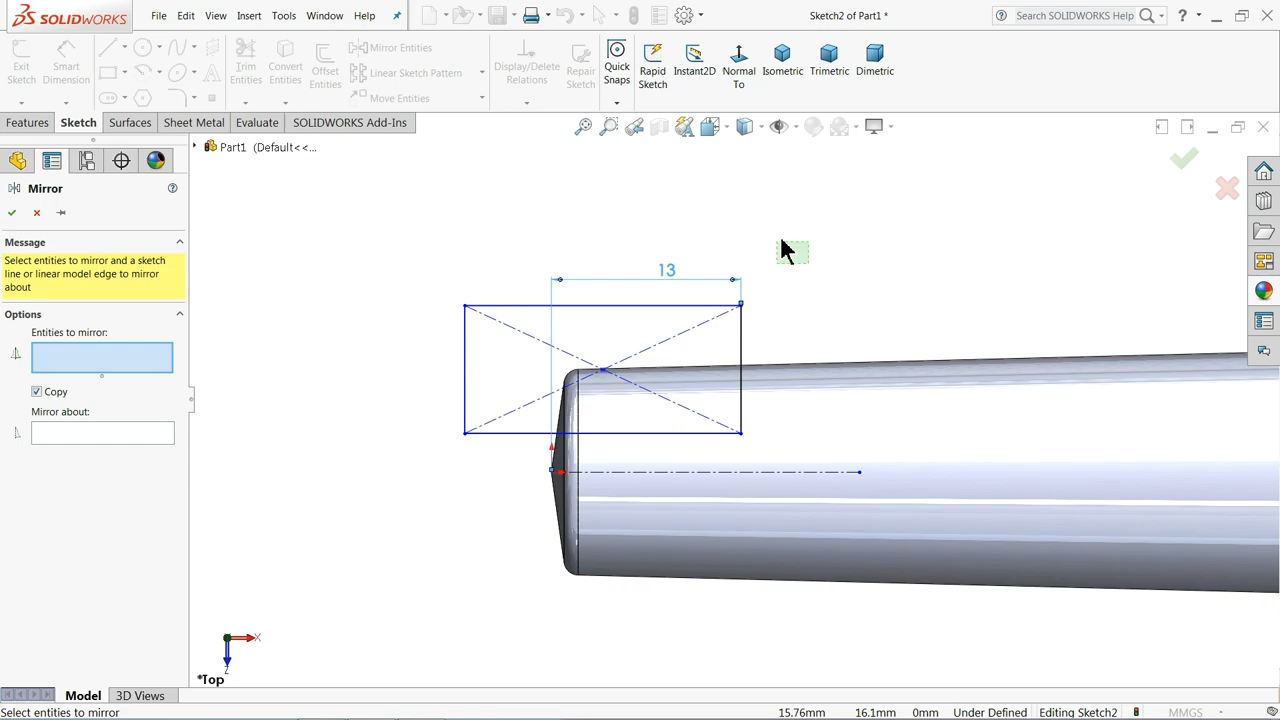 SOLIDWORKS File Edit View Insert Tools Window Help Sketch2 of Part1 * Search SOLIDWORKS Help ?
Exit Sketch
Smart Dimension
Trim Entities
Convert Entities
Offset Entities
Mirror Entities
Linear Sketch Pattern
Move Entities
Display/Delete Relations
Repair Sketch
Quick Snaps
Rapid Sketch
Instant2D
Normal To
Isometric
Trimetric
Dimetric
Features Sketch Surfaces Sheet Metal Evaluate SOLIDWORKS Add-Ins
Part1 (Default<<...
Mirror
Message
Select entities to mirror and a sketch
line or linear model edge to mirror
about
Options
Entities to mirror:
Copy
Mirror about:
13
X
Z
*Top
Model 3D Views
Select entities to mirror 15.76mm 16.1mm 0mm Under Defined Editing Sketch2 MMGS